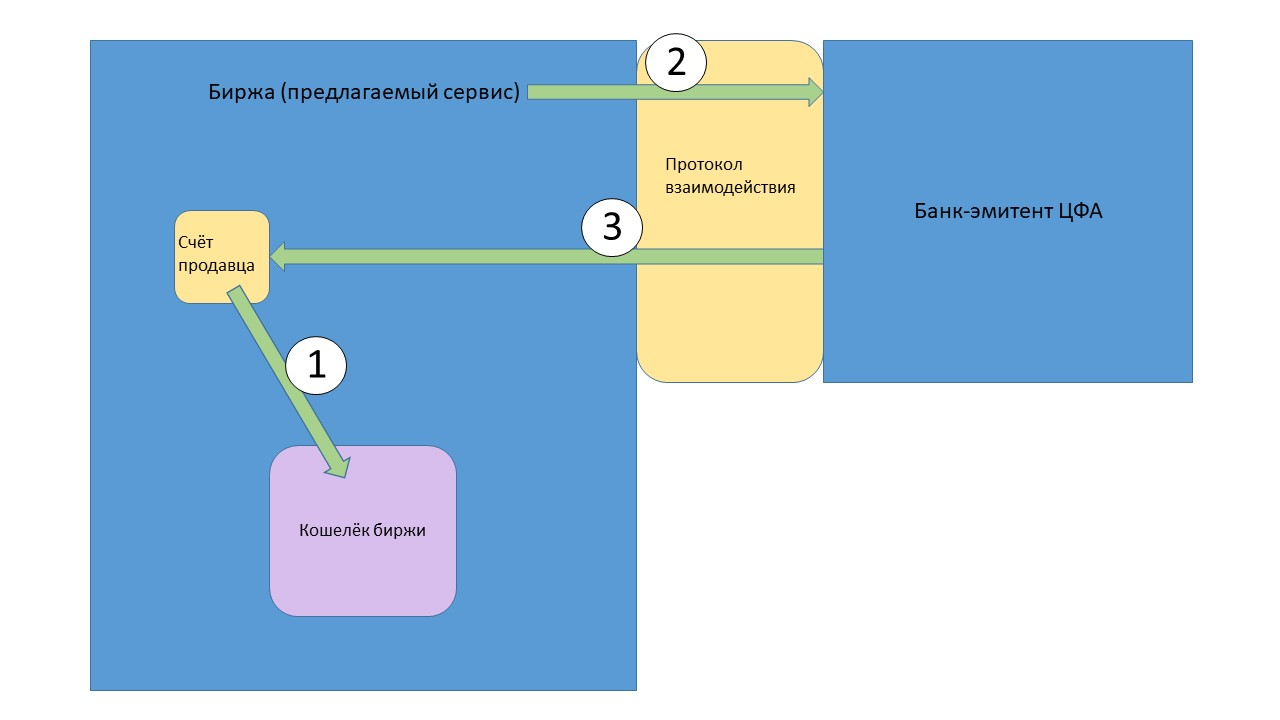 2
Биржа (предлагаемый сервис)
Протокол
взаимодействия
Банк-эмитент ЦФА
3
Счёт
продавца
1
Кошелёк биржи